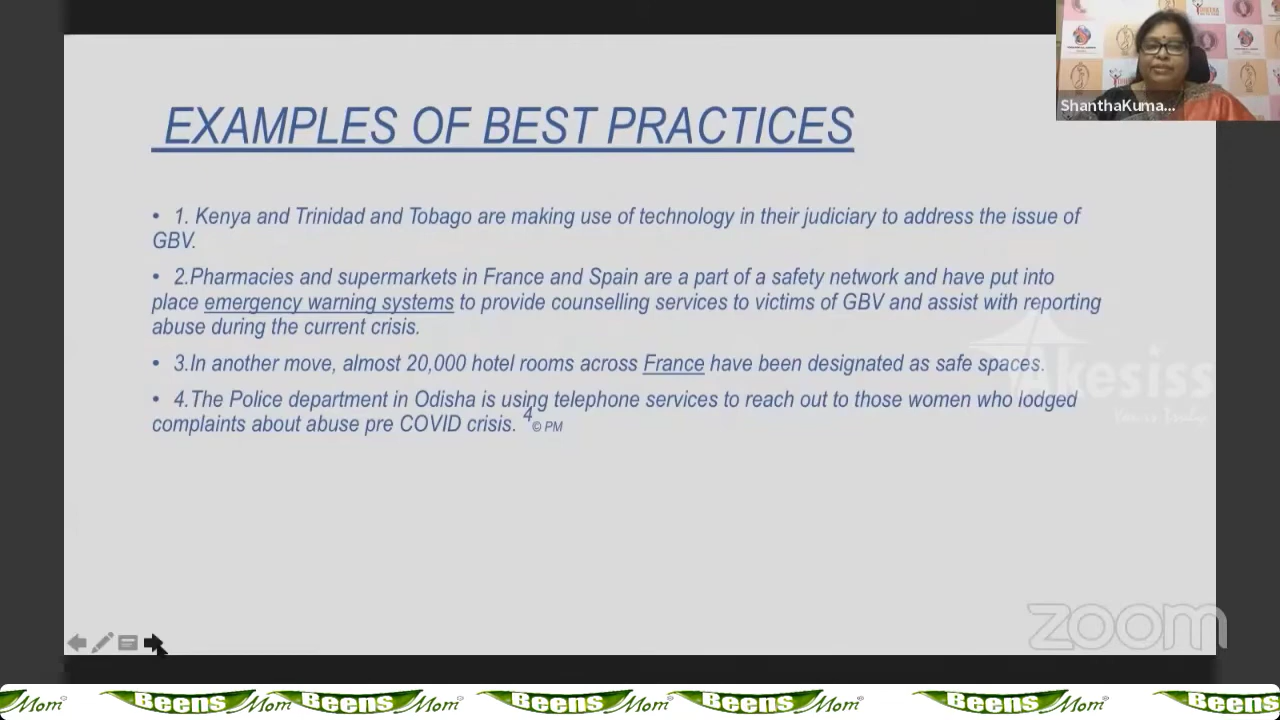 ShanthaKuma...
EXAMPLES OF BEST PRACTICES
• 1. Kenya and Trinidad and Tobago are making use of technology in their judiciary to address the issue of
GBV.
• 2.Pharmacies and supermarkets in France and Spain are a part of a safety network and have put into
place emergency warning systems to provide counselling services to victims of GBV and assist with reporting
abuse during the current crisis.
• 3.In another move, almost 20,000 hotel rooms across France have been designated as safe spaces.
• 4.The Police department in Odisha is using telephone services to reach out to those women who lodged
complaints about abuse pre COVID crisis. 4 © PM
Akesiss
zoom
Mom Beens Mom Beens Mom Beens Mom Beens Mom Beens